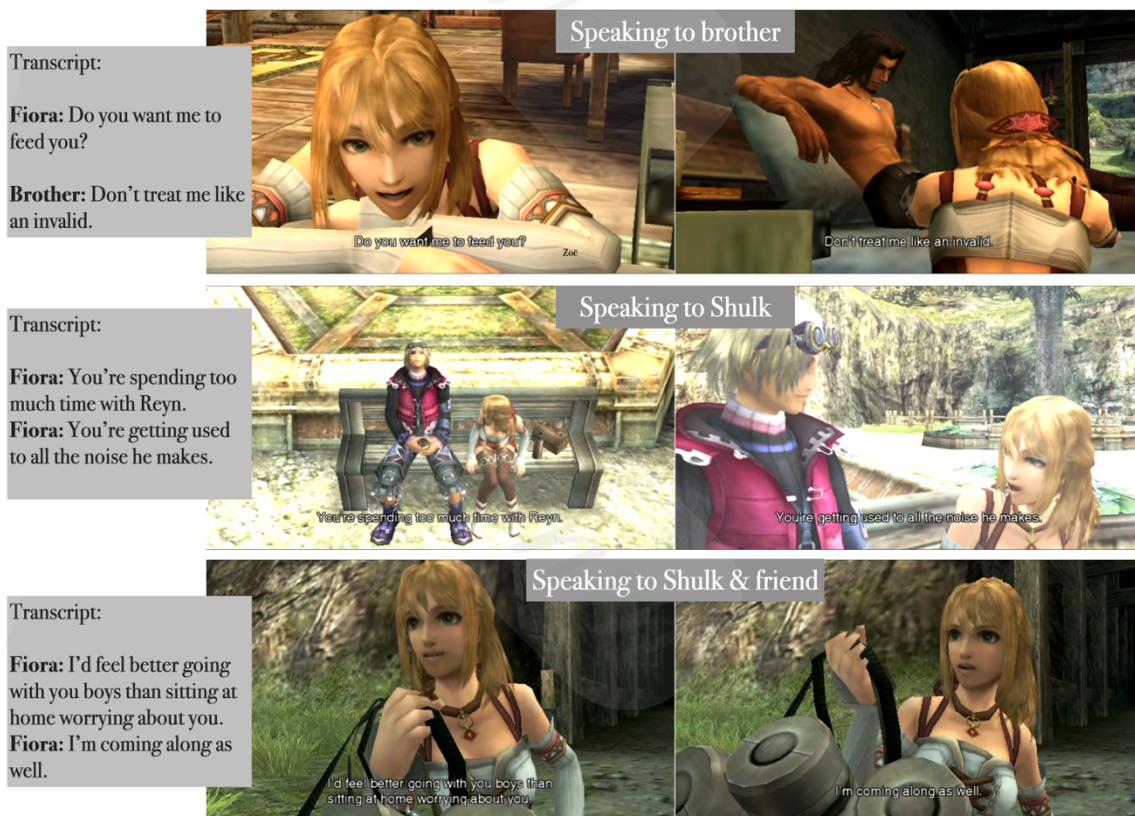 Speaking to brother
Transcript:
Fiora: Do you want me to
feed you?
Brother: Don't treat me like
an invalid.
Do you want me to feed you?
Zoë
Don't treat me like an invalid.
Speaking to Shulk
Transcript:
Fiora: You're spending too
much time with Reyn.
Fiora: You're getting used
to all the noise he makes.
You're spending too much time with Reyn.
You're getting used to all the noise he makes.
Speaking to Shulk & friend
Transcript:
Fiora: I'd feel better going
with you boys than sitting at
home worrying about you.
Fiora: I'm coming along as
well.
I'd feel better going with you boys than
sitting at home worrying about you.
I'm coming along as well.